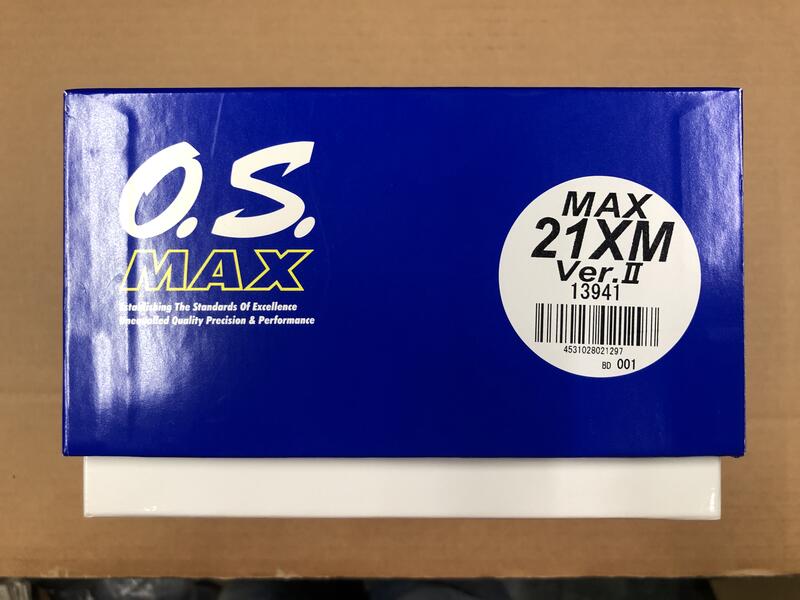 O.S.
MAX
Establishing The Standards Of Excellence
Unequalled Quality Precision & Performance
MAX
21XM
Ver.II
13941
4531028021297
BD 001